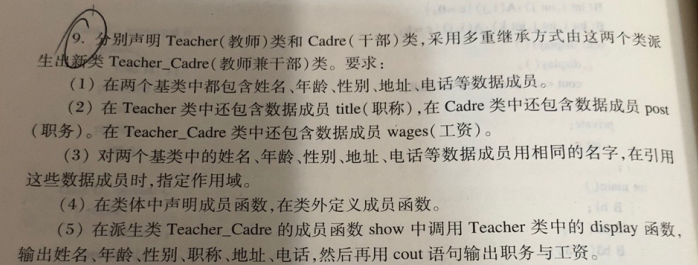 9. 分别声明 Teacher(教师)类和 Cadre(干部)类,采用多重继承方式由这两个类派
生出新类 Teacher_Cadre(教师兼干部)类。要求:
(1) 在两个基类中都包含姓名、年龄、性别、地址、电话等数据成员。
(2) 在 Teacher 类中还包含数据成员 title(职称),在 Cadre 类中还包含数据成员 post
(职务)。在 Teacher_Cadre 类中还包含数据成员 wages(工资)。
(3) 对两个基类中的姓名、年龄、性别、地址、电话等数据成员用相同的名字,在引用
这些数据成员时,指定作用域。
(4) 在类体中声明成员函数,在类外定义成员函数。
(5) 在派生类 Teacher_Cadre 的成员函数 show 中调用 Teacher 类中的 display 函数,
输出姓名、年龄、性别、职称、地址、电话,然后再用 cout 语句输出职务与工资。